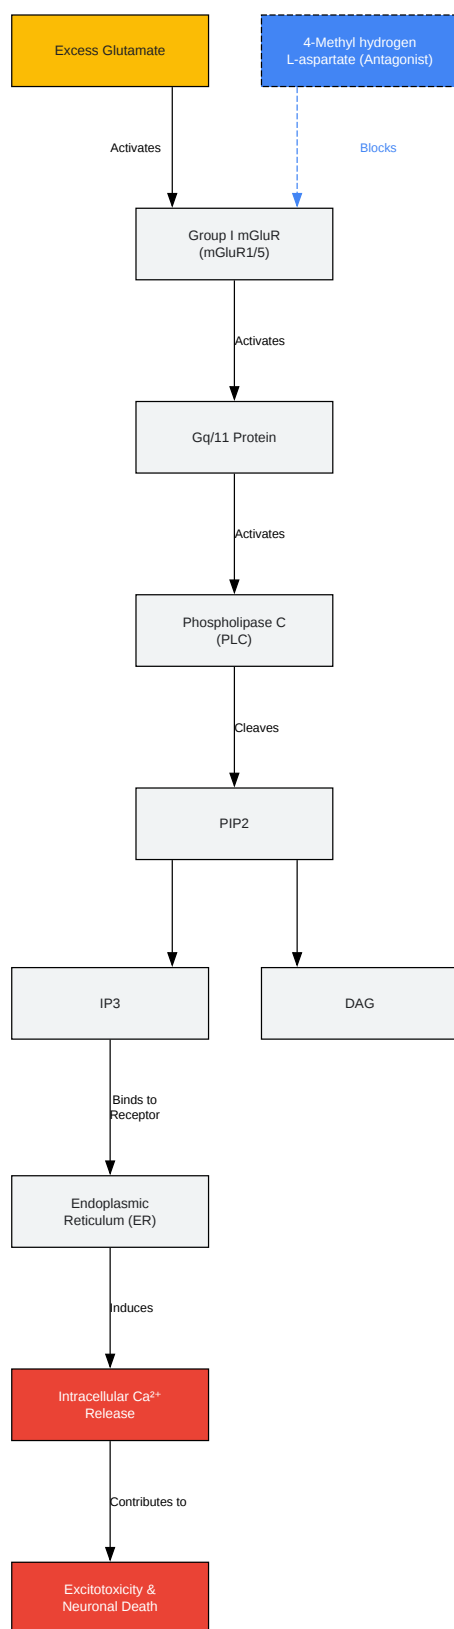 Excess Glutamate
4-Methyl hydrogen
L-aspartate (Antagonist)
Activates
Blocks
Group I mGluR
(mGluR1/5)
Activates
Gq/11 Protein
Activates
Phospholipase C
(PLC)
Cleaves
PIP2
IP3
DAG
Binds to
Receptor
Endoplasmic
Reticulum (ER)
Induces
Intracellular Ca²⁺
Release
Contributes to
Excitotoxicity &
Neuronal Death